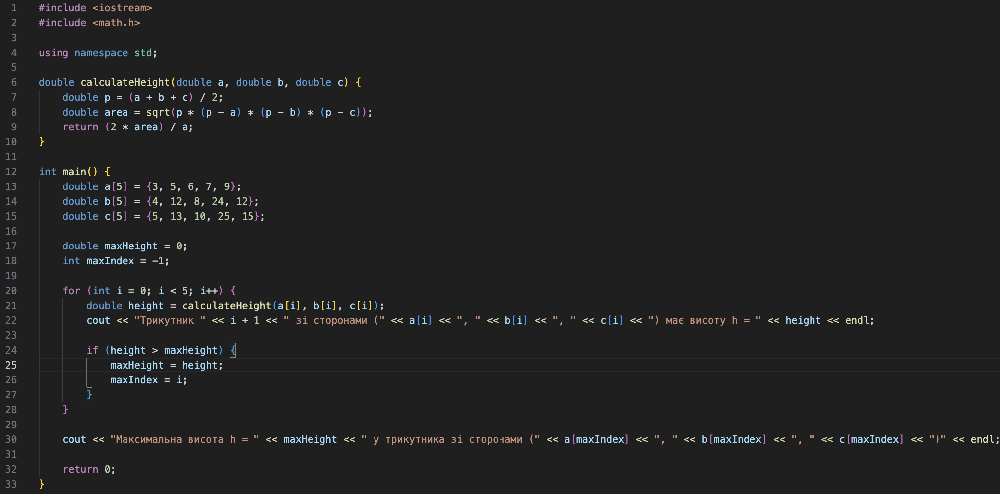 1 #include <iostream>
2 #include <math.h>
3
4 using namespace std;
5
6 double calculateHeight(double a, double b, double c) {
7     double p = (a + b + c) / 2;
8     double area = sqrt(p * (p - a) * (p - b) * (p - c));
9     return (2 * area) / a;
10 }
11
12 int main() {
13     double a[5] = {3, 5, 6, 7, 9};
14     double b[5] = {4, 12, 8, 24, 12};
15     double c[5] = {5, 13, 10, 25, 15};
16
17     double maxHeight = 0;
18     int maxIndex = -1;
19
20     for (int i = 0; i < 5; i++) {
21         double height = calculateHeight(a[i], b[i], c[i]);
22         cout << "Трикутник " << i + 1 << " зі сторонами (" << a[i] << ", " << b[i] << ", " << c[i] << ") має висоту h = " << height << endl;
23
24         if (height > maxHeight) {
25             maxHeight = height;
26             maxIndex = i;
27         }
28     }
29
30     cout << "Максимальна висота h = " << maxHeight << " у трикутника зі сторонами (" << a[maxIndex] << ", " << b[maxIndex] << ", " << c[maxIndex] << ")" << endl;
31
32     return 0;
33 }